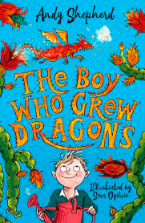 Andy Shepherd
THE BOY
WHO GREW
DRAGONS
Illustrated by
Sara Ogilvie